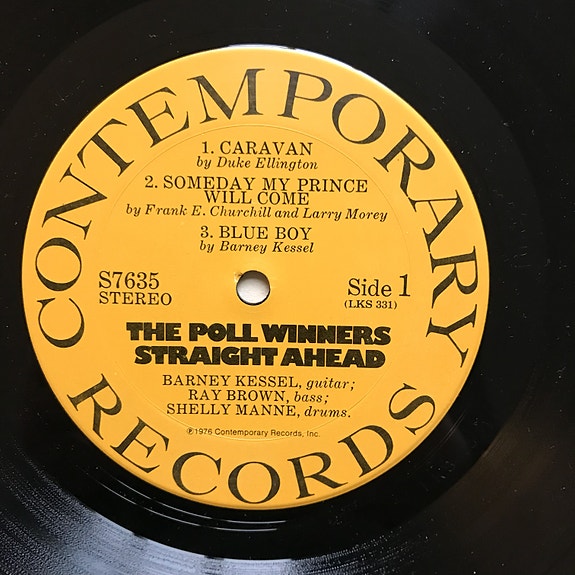 CONTEMPORARY
1. CARAVAN
by Duke Ellington
2. SOMEDAY MY PRINCE
WILL COME
by Frank E. Churchill and Larry Morey
3. BLUE BOY
by Barney Kessel
S7635
STEREO
Side 1
(LKS 331)
THE POLL WINNERS
STRAIGHT AHEAD
BARNEY KESSEL, guitar;
RAY BROWN, bass;
SHELLY MANNE, drums.
℗1976 Contemporary Records, Inc.
RECORDS